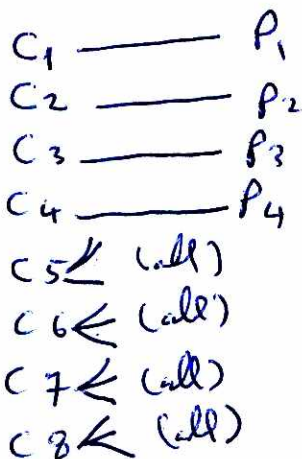 C1 P1
C2 P2
C3 P3
C4 P4
C5 (all)
C6 (all)
C7 (all)
C8 (all)